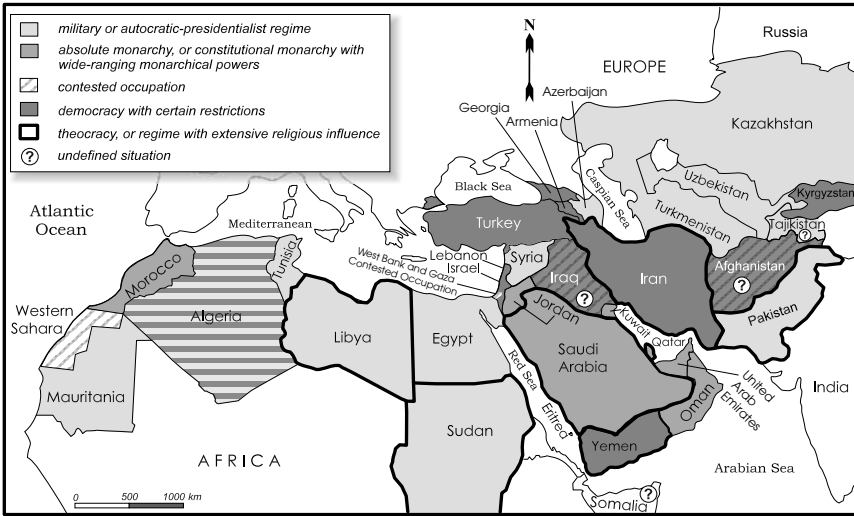 military or autocratic-presidentialist regime
absolute monarchy, or constitutional monarchy with
wide-ranging monarchical powers
contested occupation
democracy with certain restrictions
theocracy, or regime with extensive religious influence
? undefined situation
N
Russia
EUROPE
Azerbaijan
Georgia
Armenia
Kazakhstan
Black Sea
Caspian Sea
Uzbekistan
Kyrgyzstan
Turkmenistan
Tajikistan
?
Atlantic
Ocean
Mediterranean
Turkey
Tunisia
Morocco
Lebanon
Israel
Syria
West Bank and Gaza
Contested Occupation
Iraq
?
Iran
Afghanistan
?
Pakistan
Western
Sahara
Algeria
Libya
Egypt
Jordan
Kuwait
Qatar
Saudi
Arabia
United
Arab
Emirates
Oman
India
Mauritania
Red Sea
Eritrea
Sudan
Yemen
AFRICA
Arabian Sea
Somalia
?
0 500 1000 km